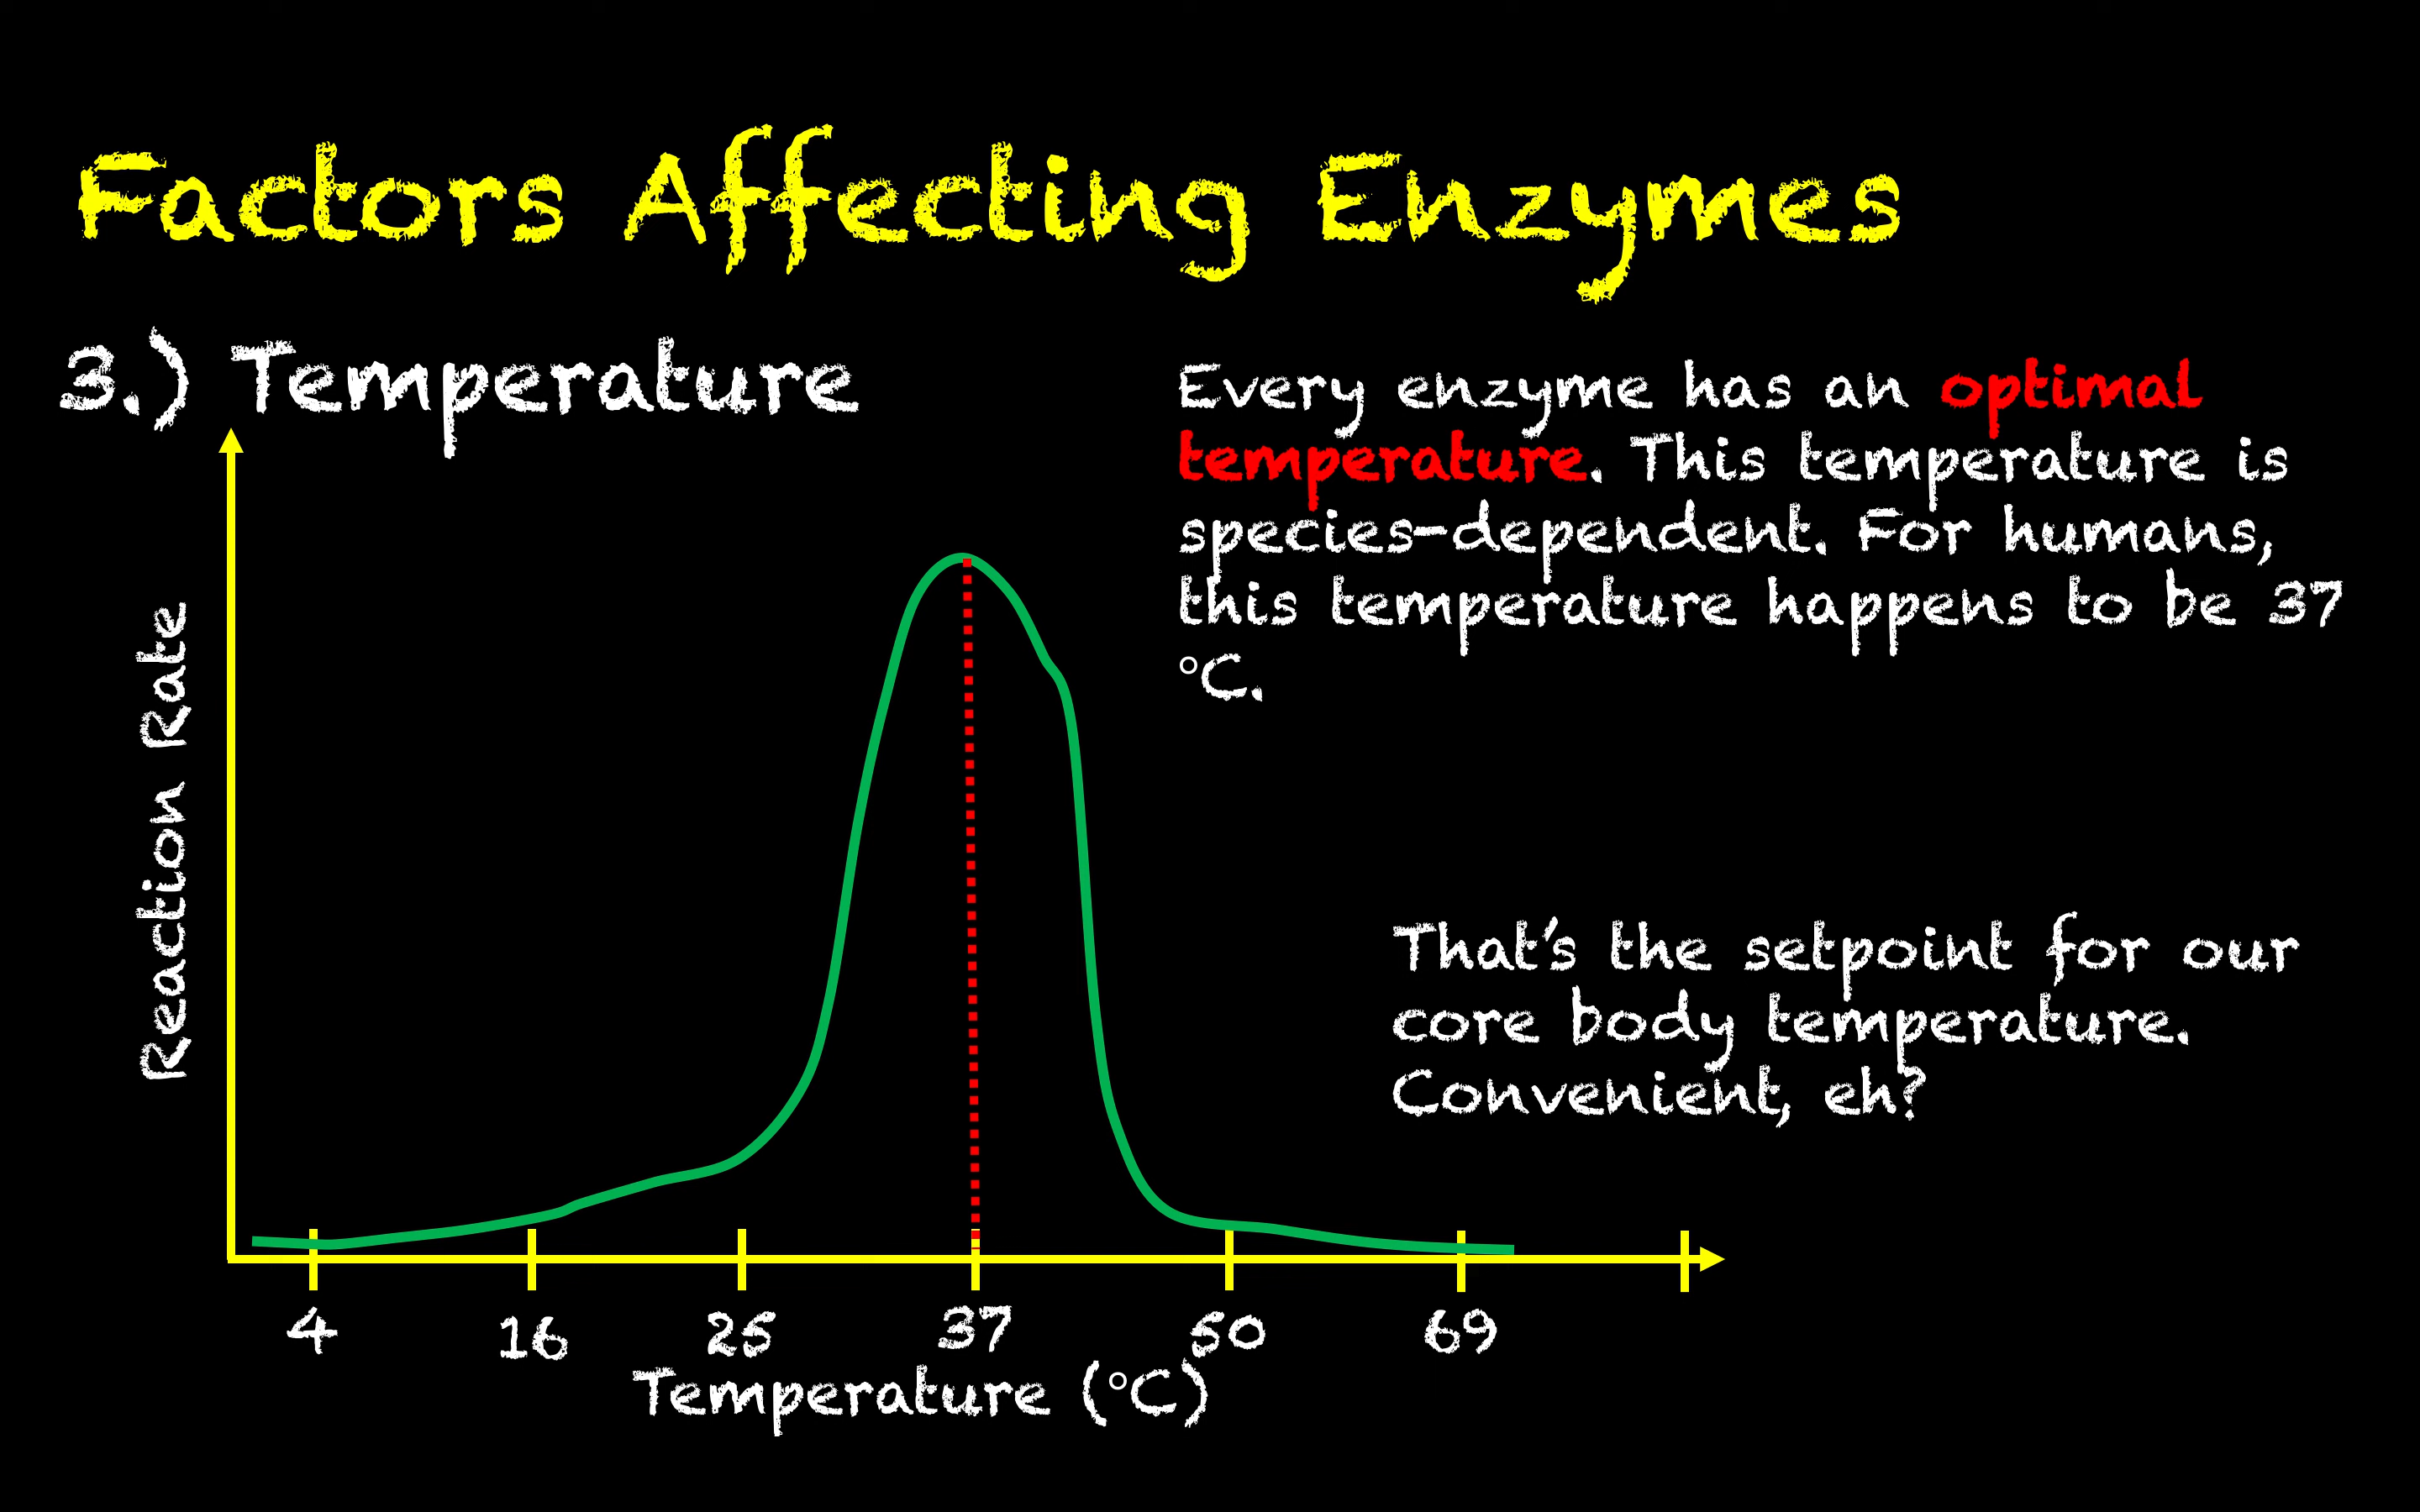 Factors Affecting Enzymes
3.) Temperature
Every enzyme has an optimal
temperature. This temperature is
species-dependent. For humans,
this temperature happens to be 37
°C.
Reaction Rate
That's the setpoint for our
core body temperature.
Convenient, eh?
4 16 25 37 50 69
Temperature (°C)